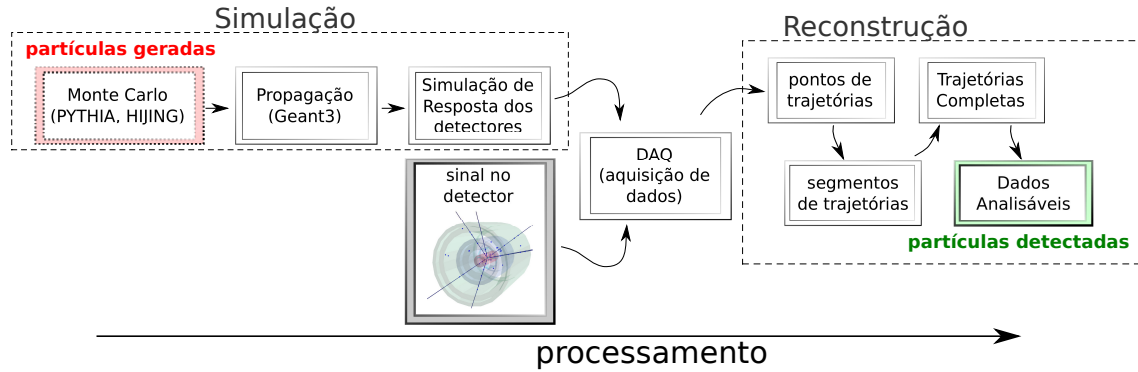 Simulação
partículas geradas
Monte Carlo
(PYTHIA, HIJING)
Propagação
(Geant3)
Simulação de
Resposta dos
detectores
sinal no
detector
DAQ
(aquisição de
dados)
Reconstrução
pontos de
trajetórias
segmentos
de trajetórias
Trajetórias
Completas
Dados
Analisáveis
partículas detectadas
processamento